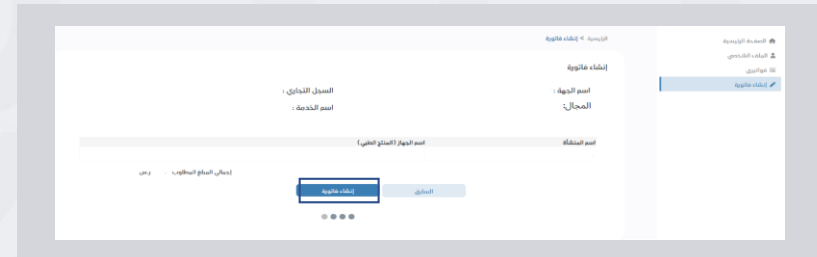 الصفحة الرئيسية
الملف الشخصي
فواتيري
إنشاء فاتورة
الرئيسية > إنشاء فاتورة
إنشاء فاتورة
اسم الجهة : السجل التجاري :
المجال: اسم الخدمة :
اسم المنشأة اسم الجهاز (المنتج الطبي)
إجمالي المبلغ المطلوب : ر.س
السابق إنشاء فاتورة